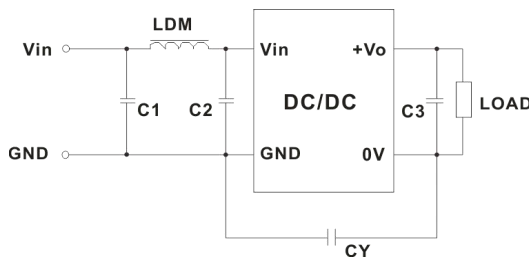 LDM
Vin
Vin
+Vo
C1
C2
DC/DC
C3
LOAD
GND
GND
0V
CY